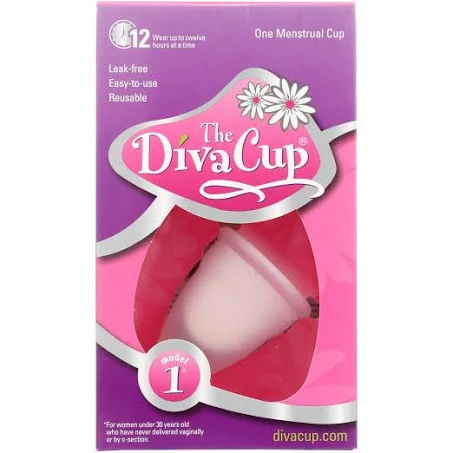 12 Wear up to twelve
hours at a time
One Menstrual Cup
Leak-free
Easy-to-use
Reusable
The
DivaCup®
model
1*
*For women under 30 years old
who have never delivered vaginally
or by c-section.
divacup.com